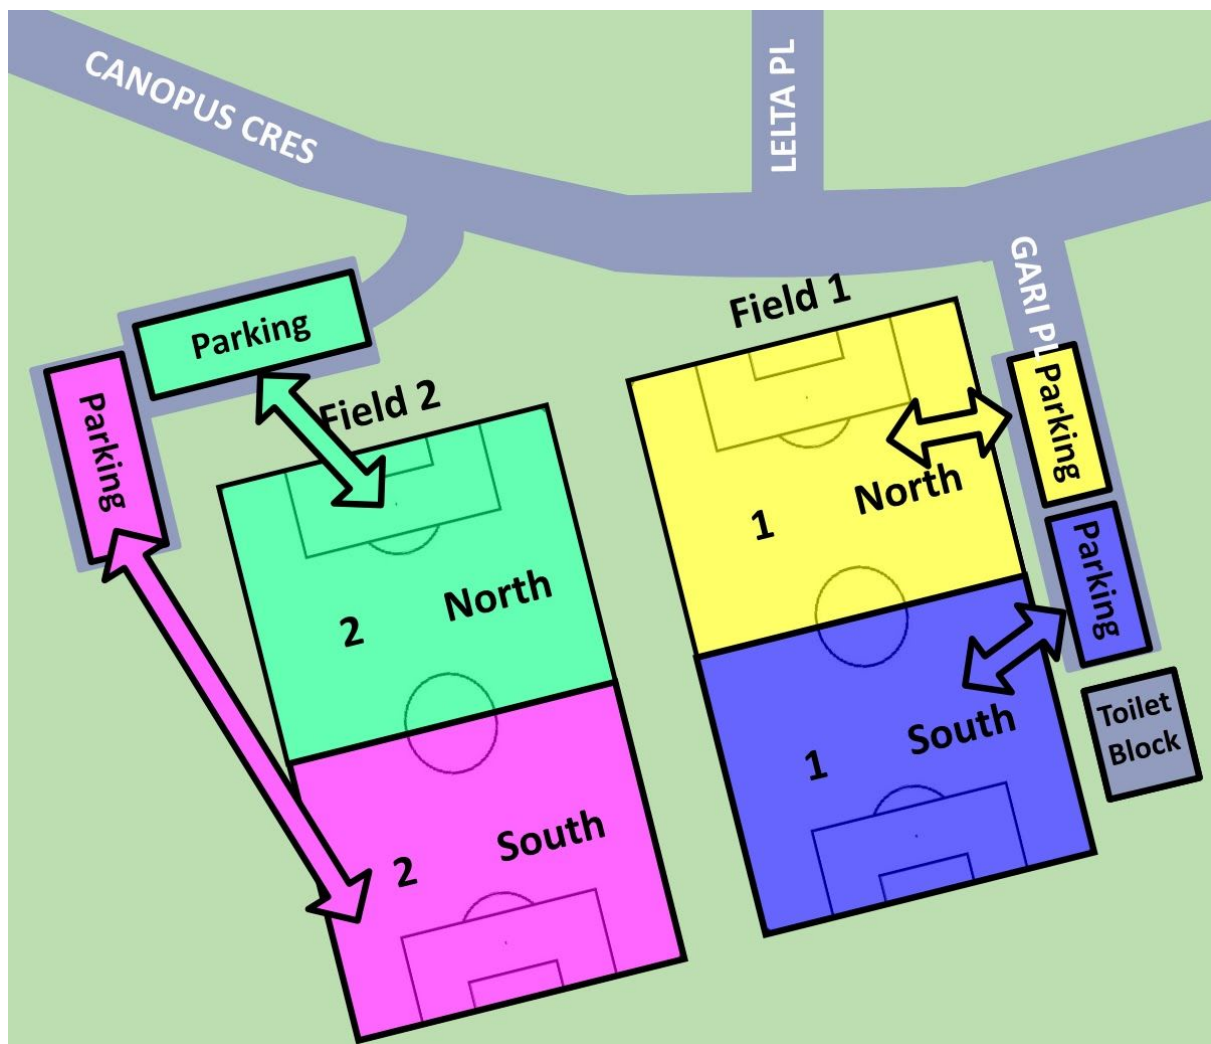 CANOPUS CRES
LELTA PL
GARI PL
Field 1
Parking
Parking
Field 2
Parking
1 North
Parking
2 North
1 South
Toilet
Block
2 South